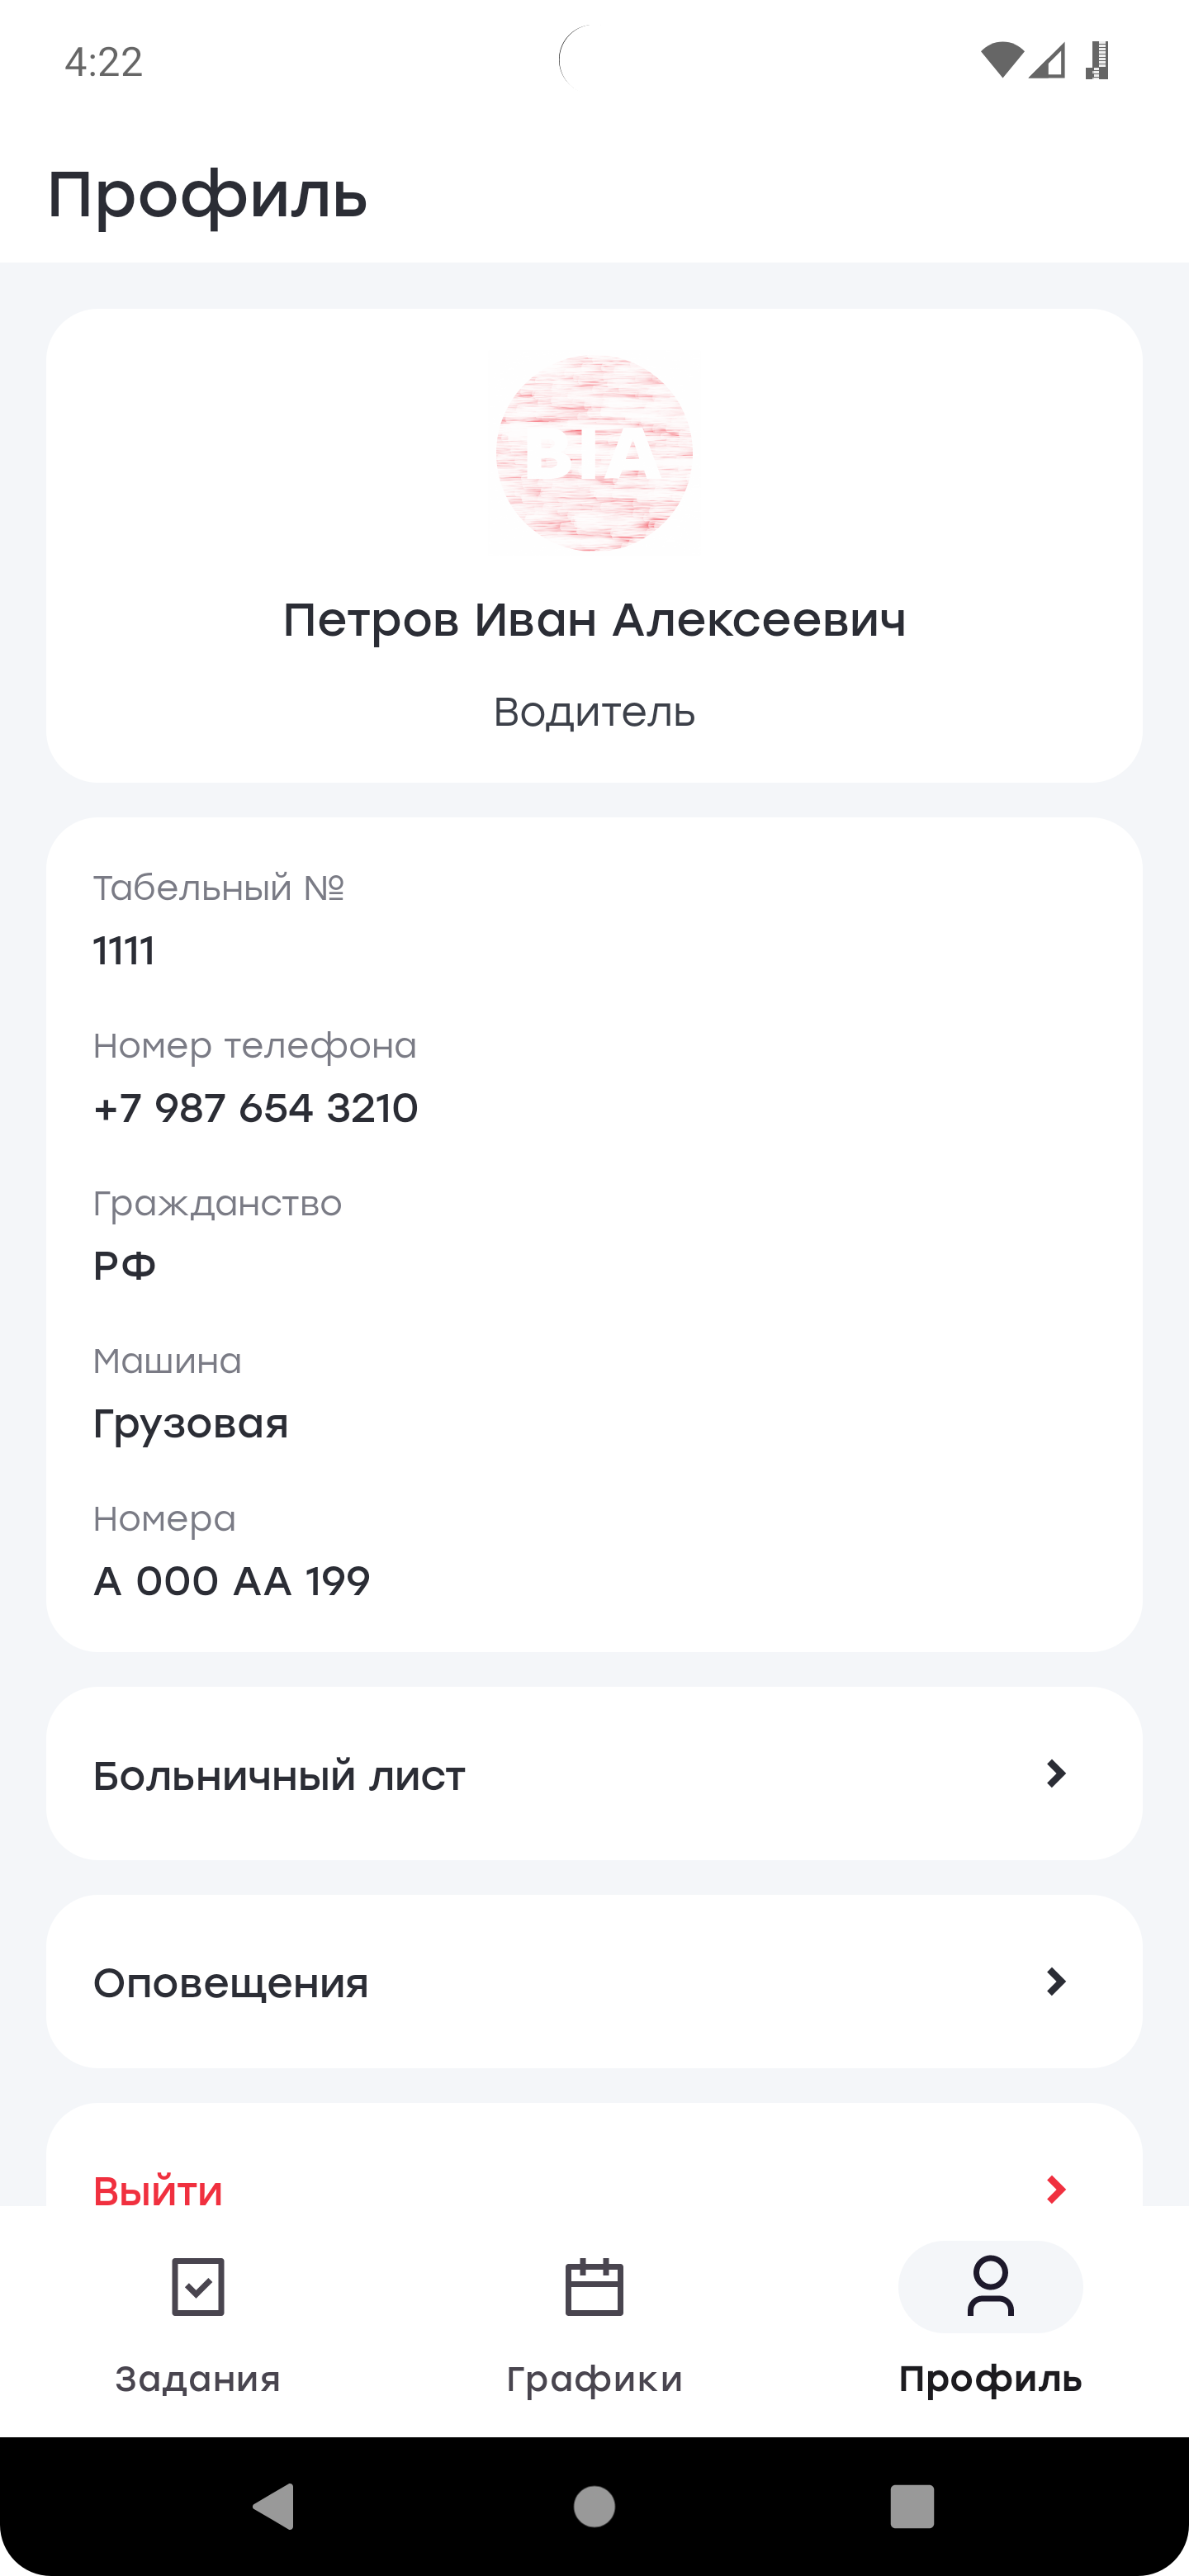 4:22
Профиль
Петров Иван Алексеевич
Водитель
Табельный №
1111
Номер телефона
+7 987 654 3210
Гражданство
РФ
Машина
Грузовая
Номера
А 000 АА 199
Больничный лист
Оповещения
Выйти
Задания
Графики
Профиль